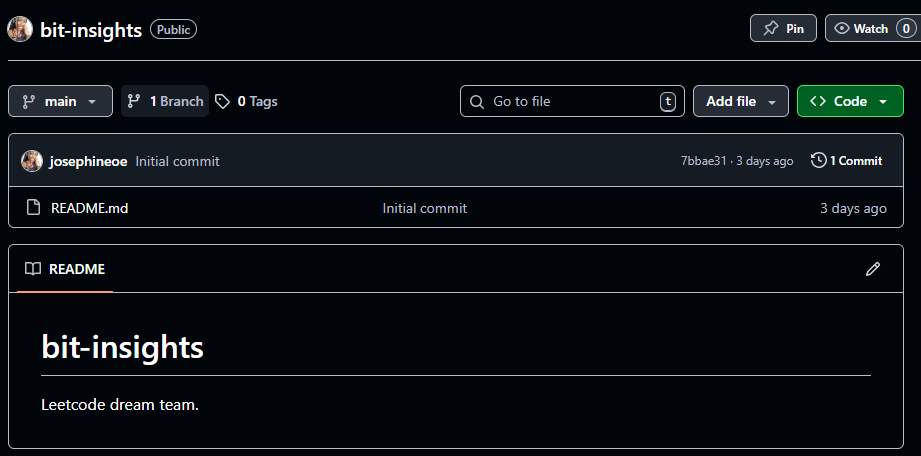 bit-insights Public Pin Watch 0
main 1 Branch 0 Tags Go to file t Add file Code
josephineoe Initial commit 7bbae31 · 3 days ago 1 Commit
README.md Initial commit 3 days ago
README
bit-insights
Leetcode dream team.